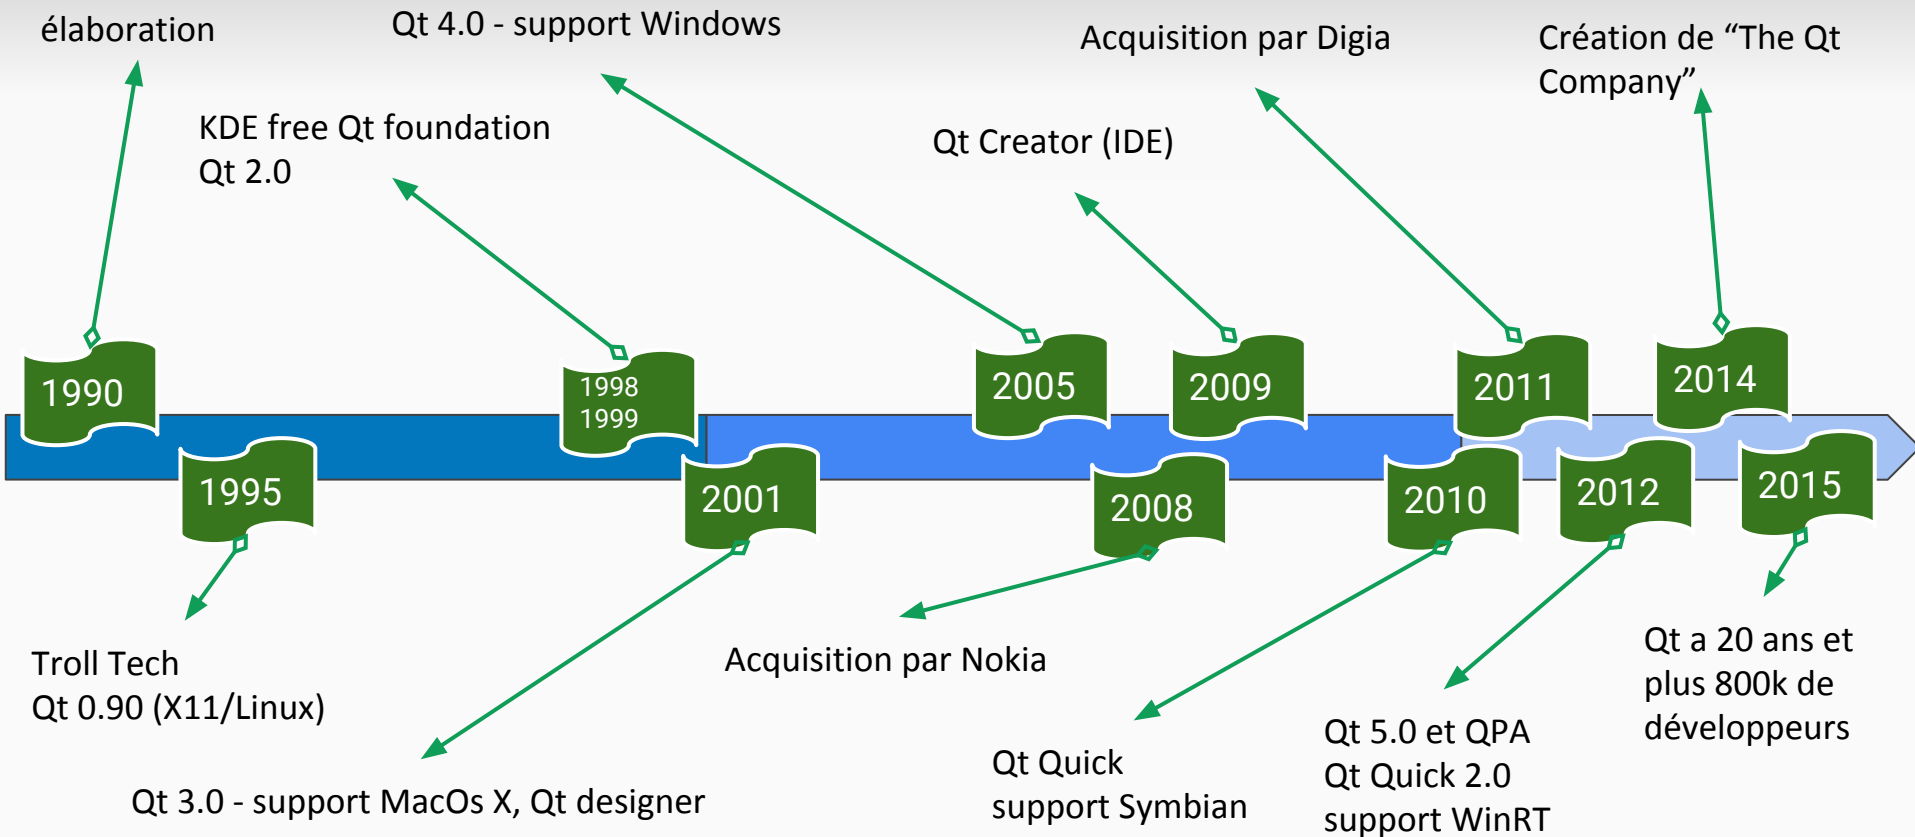 élaboration
Qt 4.0 - support Windows
Acquisition par Digia
Création de “The Qt
Company”
KDE free Qt foundation
Qt 2.0
Qt Creator (IDE)
1990
1998
1999
2005
2009
2011
2014
1995
2001
2008
2010
2012
2015
Troll Tech
Qt 0.90 (X11/Linux)
Acquisition par Nokia
Qt a 20 ans et
plus 800k de
développeurs
Qt 3.0 - support MacOs X, Qt designer
Qt Quick
support Symbian
Qt 5.0 et QPA
Qt Quick 2.0
support WinRT